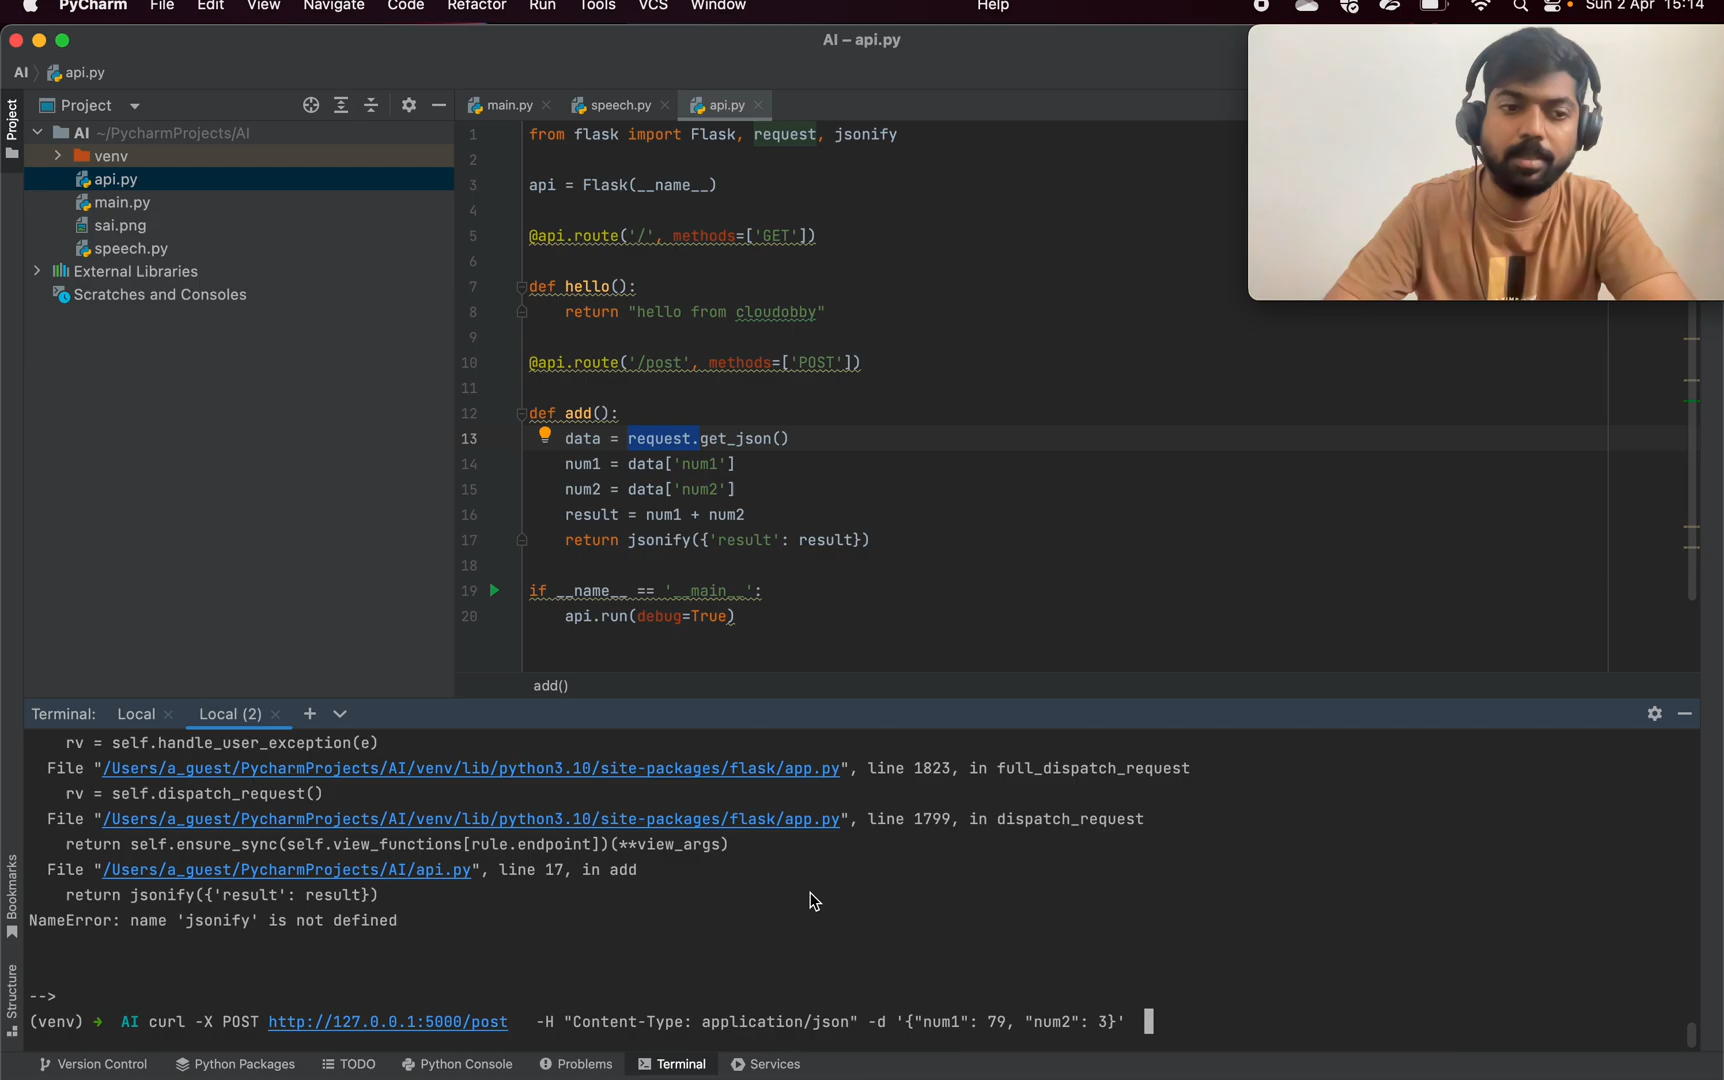 PyCharm File Edit View Navigate Code Refactor Run Tools VCS Window Help Sun 2 Apr 15:14
AI – api.py
AI api.py
Project
Project
main.py speech.py api.py
AI ~/PycharmProjects/AI
venv
api.py
main.py
sai.png
speech.py
External Libraries
Scratches and Consoles
1 from flask import Flask, request, jsonify
2
3 api = Flask(__name__)
4
5 @api.route('/', methods=['GET'])
6
7 def hello():
8 return "hello from cloudobby"
9
10 @api.route('/post', methods=['POST'])
11
12 def add():
13 data = request.get_json()
14 num1 = data['num1']
15 num2 = data['num2']
16 result = num1 + num2
17 return jsonify({'result': result})
18
19 if __name__ == '__main__':
20 api.run(debug=True)
add()
Terminal: Local Local (2)
rv = self.handle_user_exception(e)
File "/Users/a_guest/PycharmProjects/AI/venv/lib/python3.10/site-packages/flask/app.py", line 1823, in full_dispatch_request
rv = self.dispatch_request()
File "/Users/a_guest/PycharmProjects/AI/venv/lib/python3.10/site-packages/flask/app.py", line 1799, in dispatch_request
return self.ensure_sync(self.view_functions[rule.endpoint])(**view_args)
File "/Users/a_guest/PycharmProjects/AI/api.py", line 17, in add
return jsonify({'result': result})
NameError: name 'jsonify' is not defined
-->
(venv) ➜ AI curl -X POST http://127.0.0.1:5000/post -H "Content-Type: application/json" -d '{"num1": 79, "num2": 3}'
Bookmarks
Structure
Version Control Python Packages TODO Python Console Problems Terminal Services